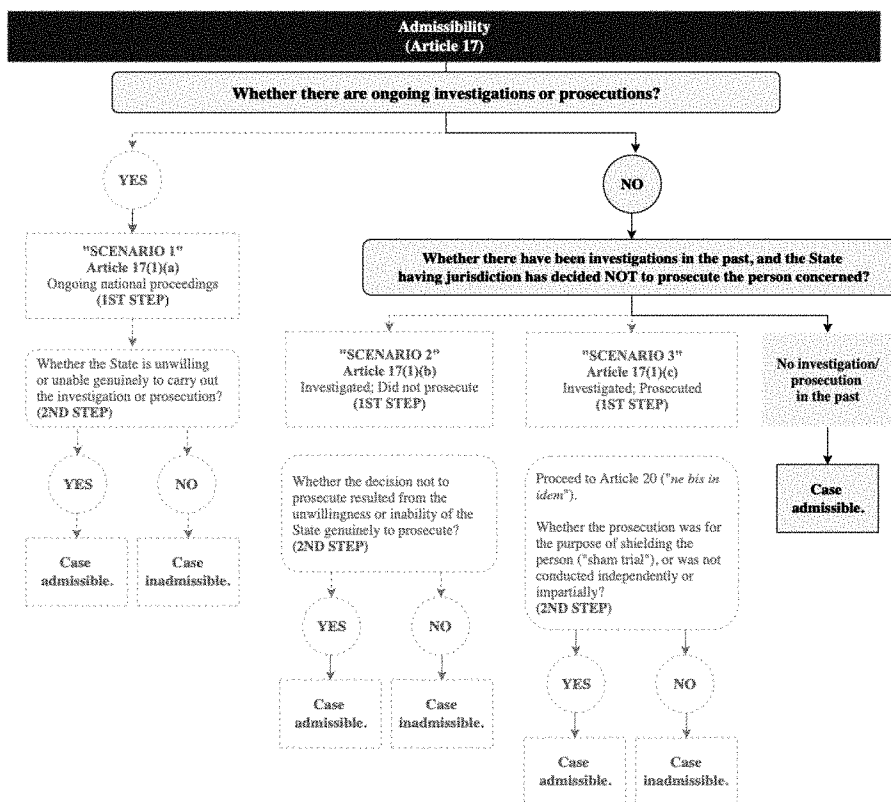 Admissibility
(Article 17)
Whether there are ongoing investigations or prosecutions?
YES
NO
"SCENARIO 1"
Article 17(1)(a)
Ongoing national proceedings
(1ST STEP)
Whether there have been investigations in the past, and the State
having jurisdiction has decided NOT to prosecute the person concerned?
Whether the State is unwilling
or unable genuinely to carry out
the investigation or prosecution?
(2ND STEP)
"SCENARIO 2"
Article 17(1)(b)
Investigated; Did not prosecute
(1ST STEP)
"SCENARIO 3"
Article 17(1)(c)
Investigated; Prosecuted
(1ST STEP)
No investigation/
prosecution
in the past
YES
NO
Case
admissible.
Case
inadmissible.
Whether the decision not to
prosecute resulted from the
unwillingness or inability of the
State genuinely to prosecute?
(2ND STEP)
Proceed to Article 20 ("ne bis in
idem").
Whether the prosecution was for
the purpose of shielding the
person ("sham trial"), or was not
conducted independently or
impartially?
(2ND STEP)
Case
admissible.
YES
NO
Case
admissible.
Case
inadmissible.
YES
NO
Case
admissible.
Case
inadmissible.